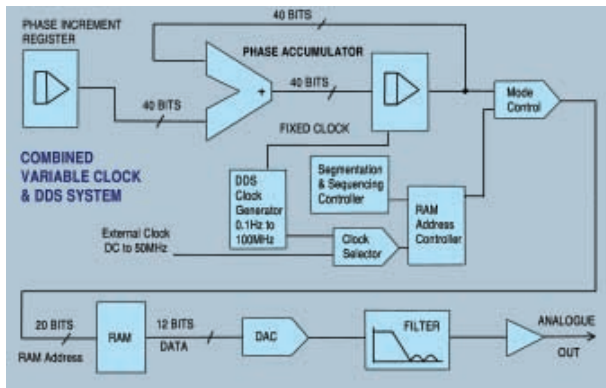 40 BITS
PHASE INCREMENT
REGISTER
PHASE ACCUMULATOR
40 BITS
+
40 BITS
Mode
Control
FIXED CLOCK
COMBINED
VARIABLE CLOCK
& DDS SYSTEM
DDS
Clock
Generator
0.1Hz to
100MHz
Segmentation
& Sequencing
Controller
RAM
Address
Controller
External Clock
DC to 50MHz
Clock
Selector
20 BITS
RAM Address
RAM
12 BITS
DATA
DAC
FILTER
ANALOGUE
OUT